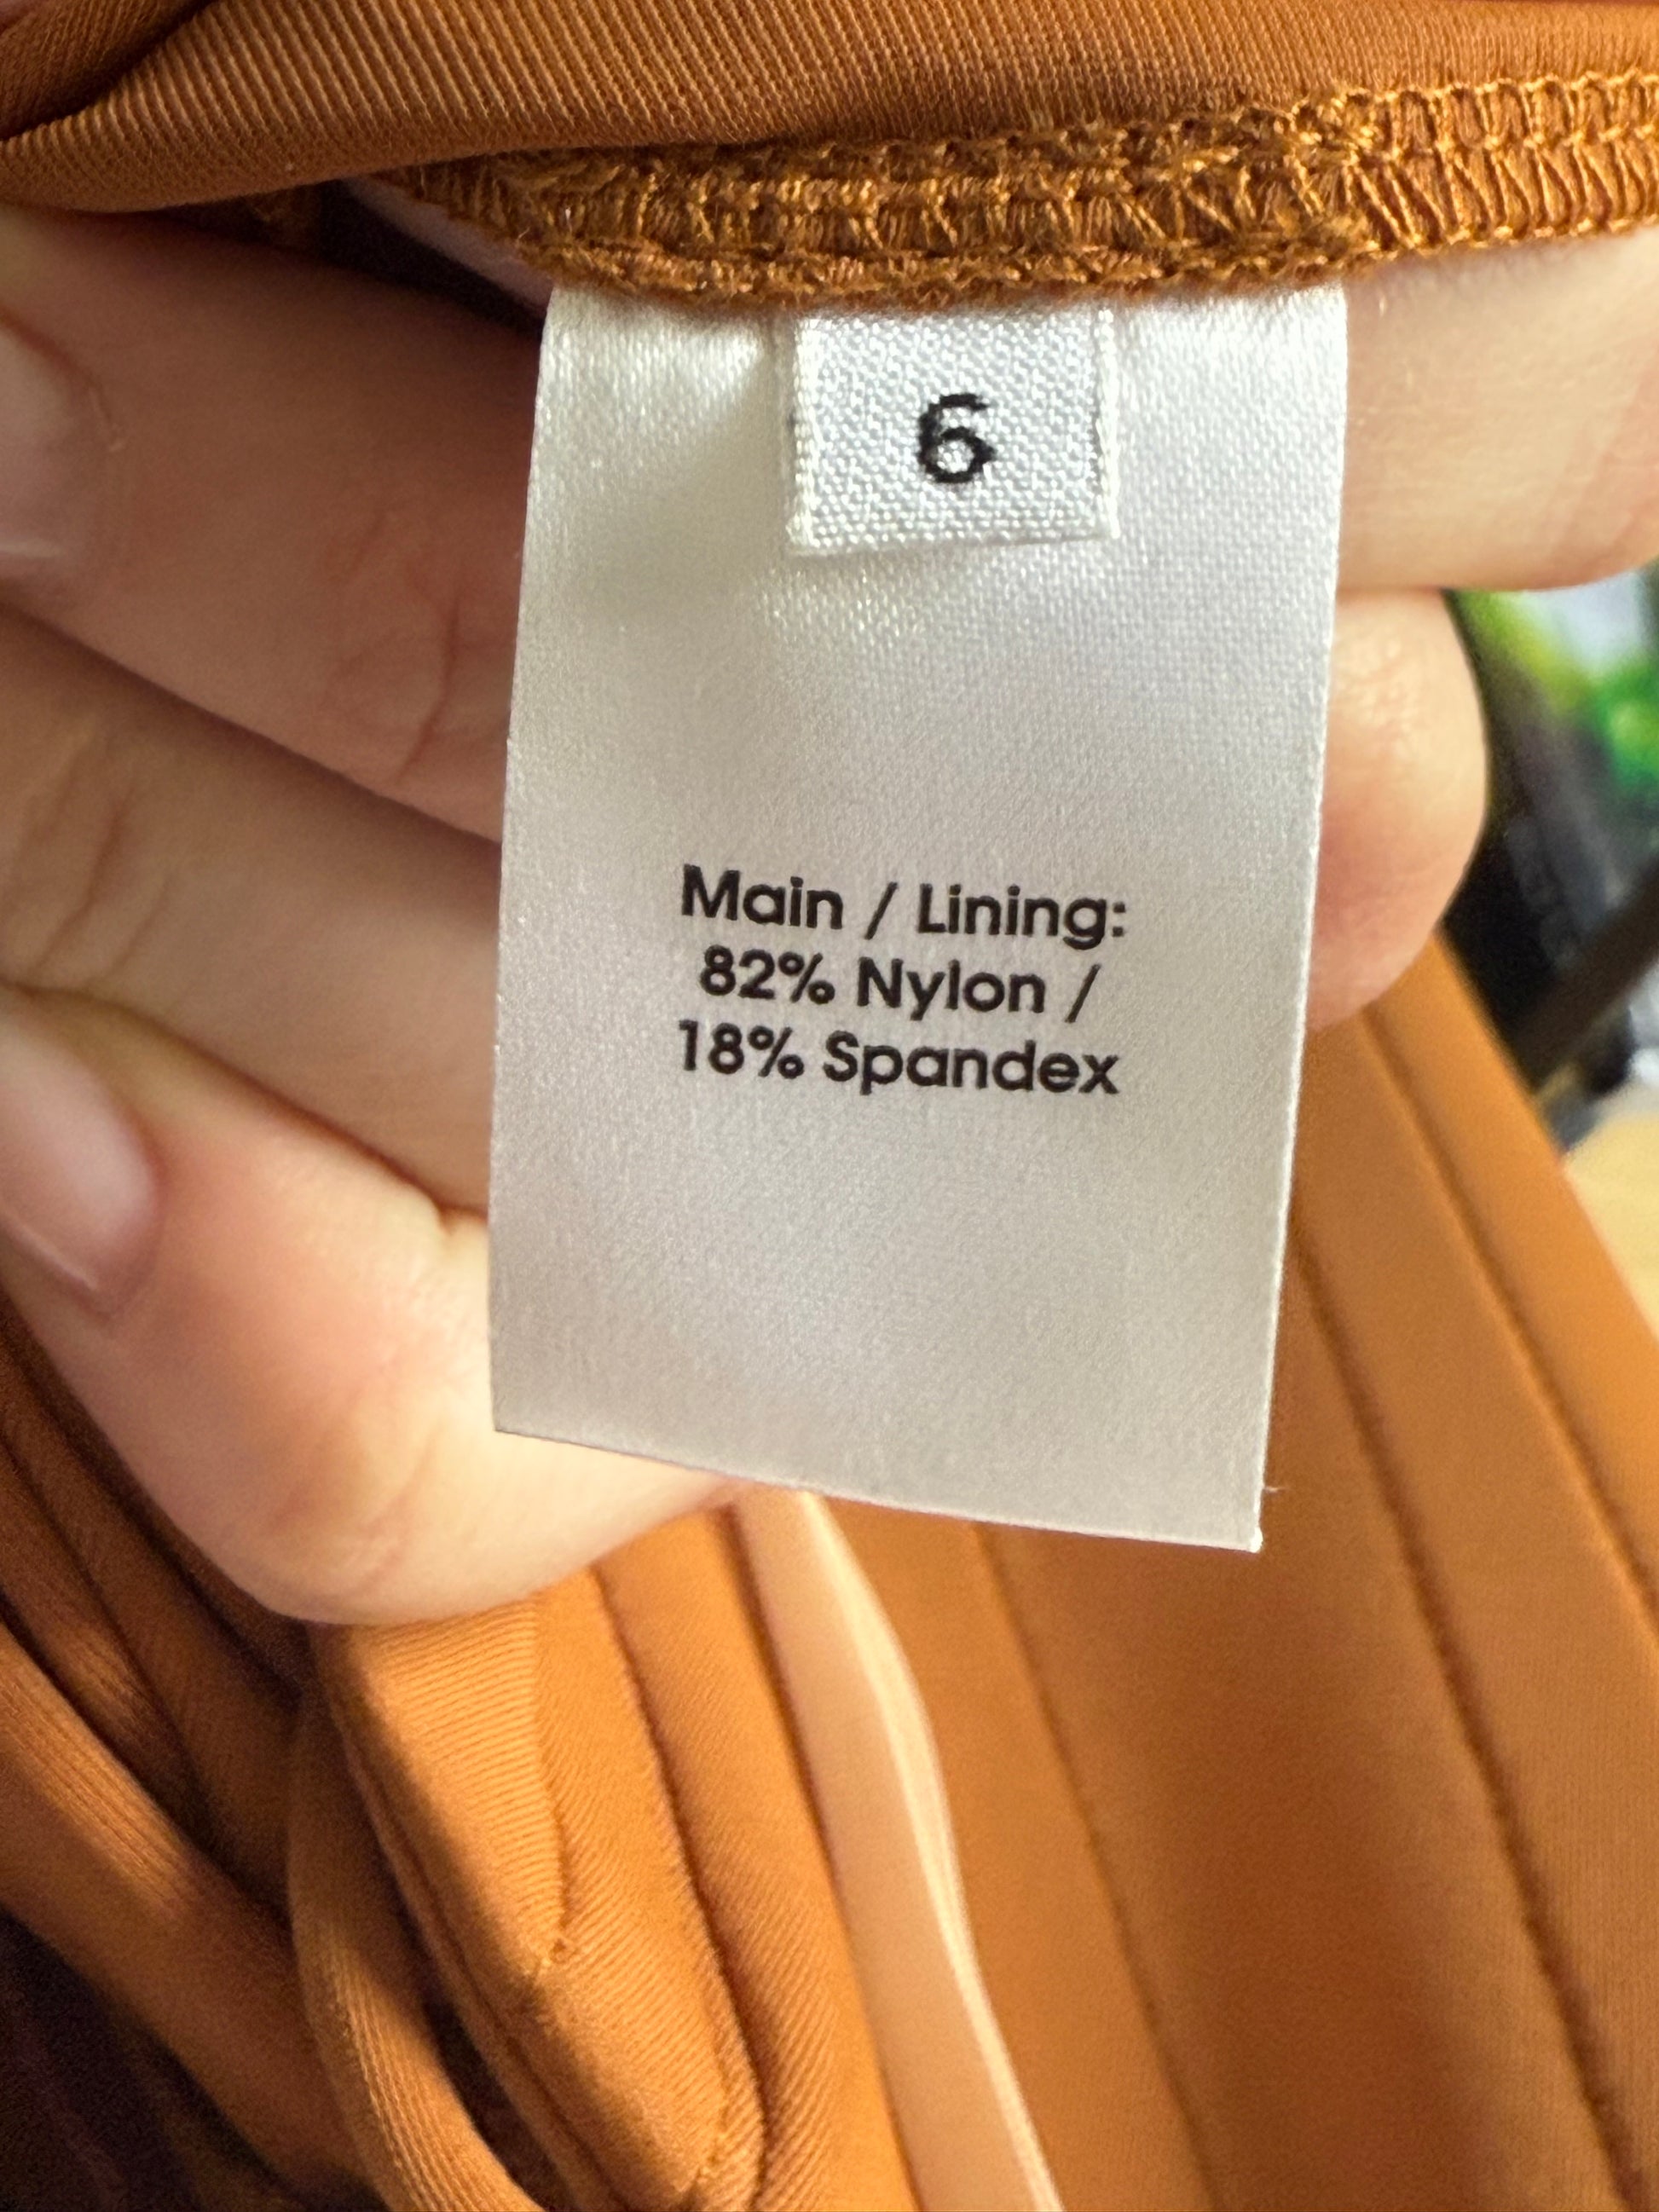 6
Main / Lining:
82% Nylon /
18% Spandex